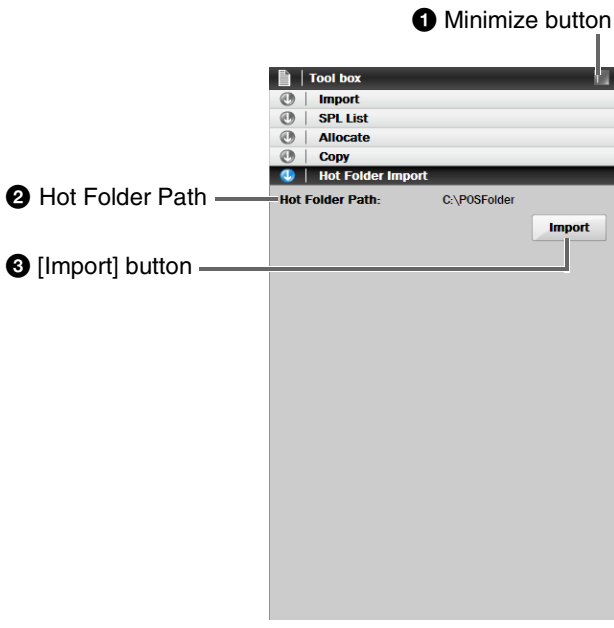 ❶ Minimize button
Tool box
Import
SPL List
Allocate
Copy
Hot Folder Import
❷ Hot Folder Path
Hot Folder Path: C:\POSFolder
Import
❸ [Import] button